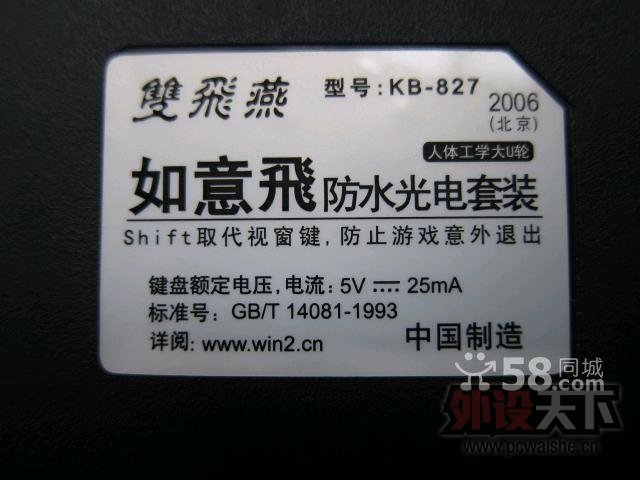 雙飛燕 型号:KB-827
2006
(北京)
人体工学大U轮
如意飛防水光电套装
Shift取代视窗键,防止游戏意外退出
键盘额定电压,电流: 5V 25mA
标准号: GB/T 14081-1993
详阅: www.win2.cn
中国制造
58同城
.com
外设天下
www.pcwaishe.cn